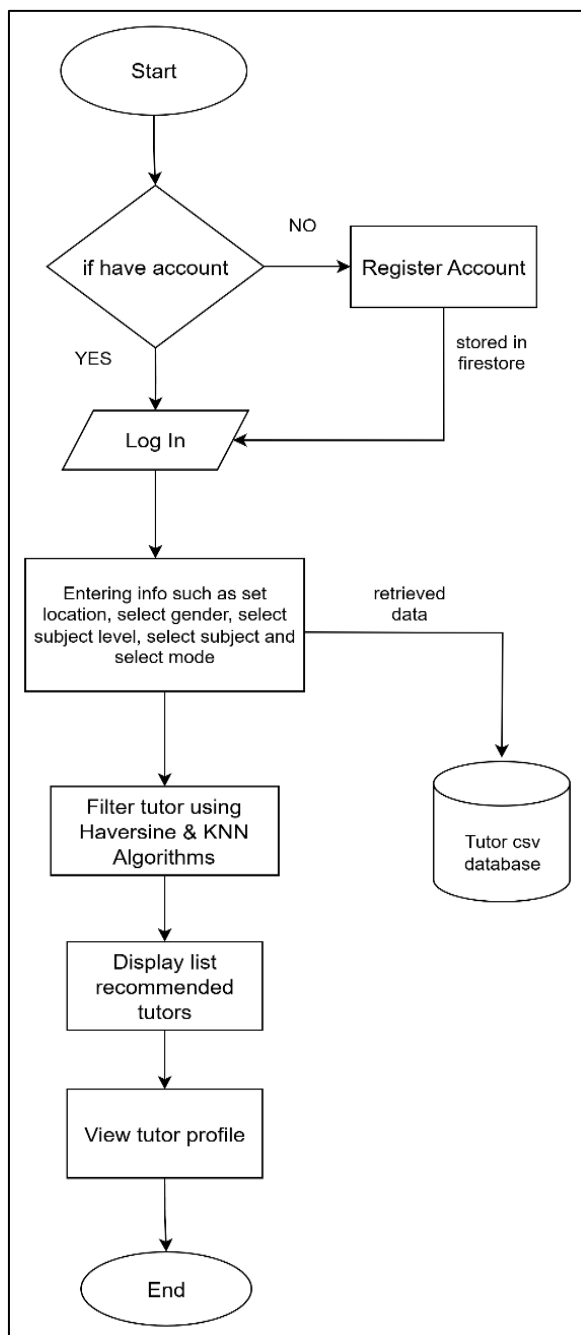 Start
if have account
NO
Register Account
YES
stored in
firestore
Log In
Entering info such as set
location, select gender, select
subject level, select subject and
select mode
retrieved
data
Filter tutor using
Haversine & KNN
Algorithms
Tutor csv
database
Display list
recommended
tutors
View tutor profile
End